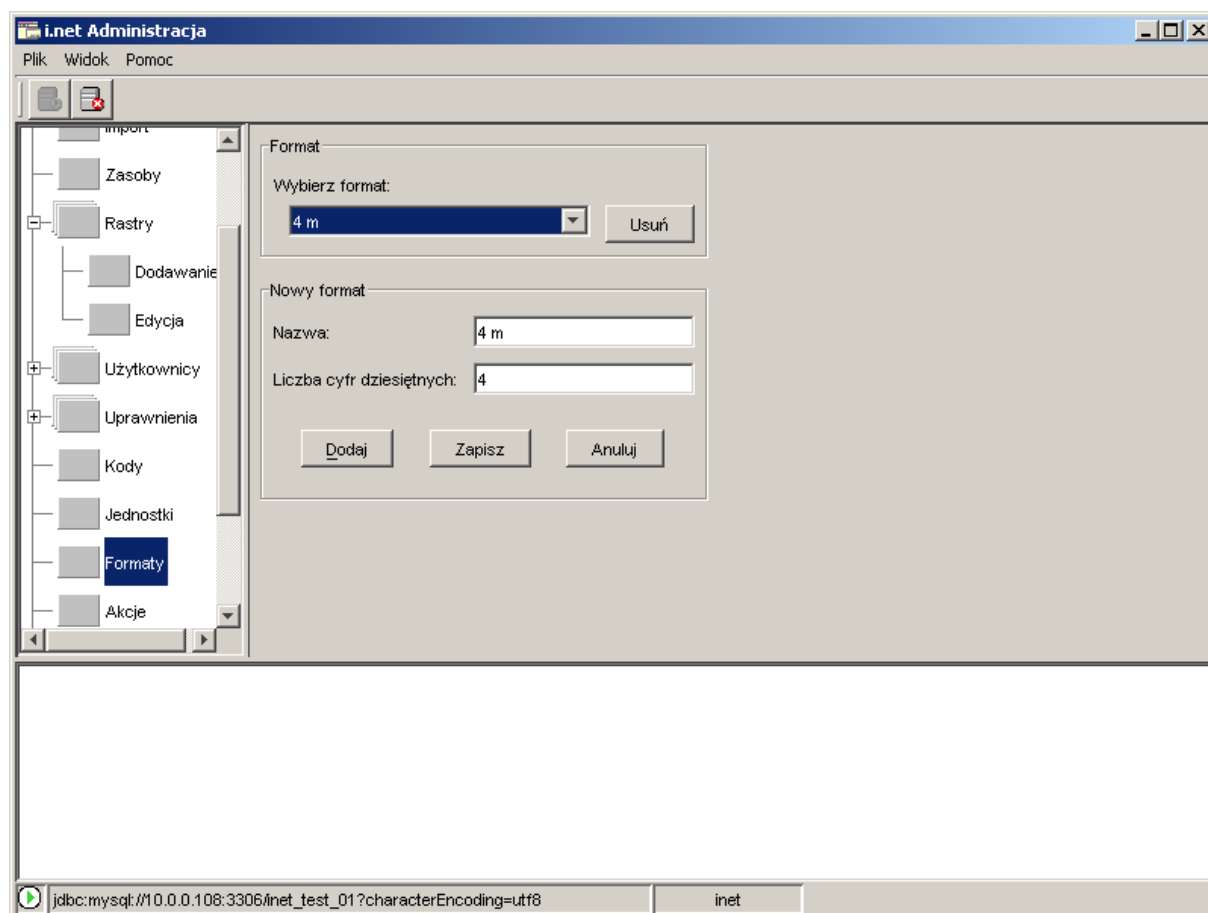 i.net Administracja
Plik Widok Pomoc
Import
Zasoby
Rastry
Dodawanie
Edycja
Użytkownicy
Uprawnienia
Kody
Jednostki
Formaty
Akcje
Format
Wybierz format:
4 m
Usuń
Nowy format
Nazwa: 4 m
Liczba cyfr dziesiętnych: 4
Dodaj Zapisz Anuluj
jdbc:mysql://10.0.0.108:3306/inet_test_01?characterEncoding=utf8 inet